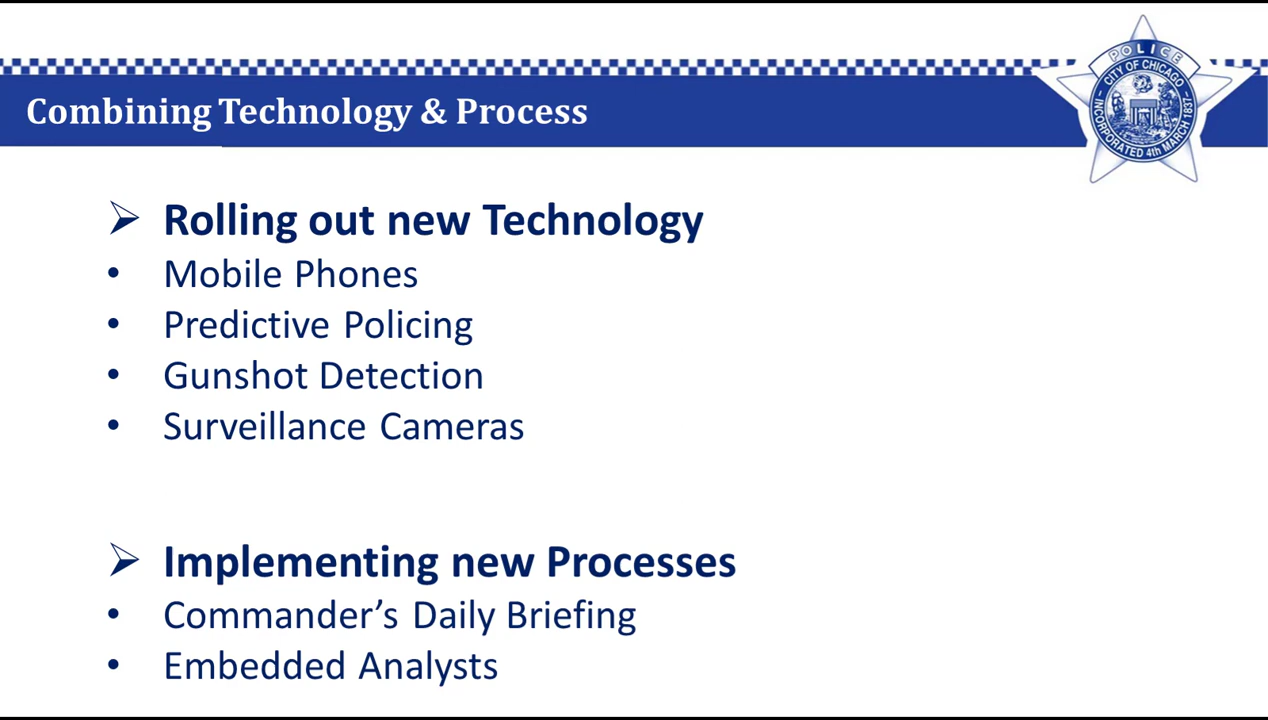 POLICE
CITY OF CHICAGO
INCORPORATED 4th MARCH 1837
Combining Technology & Process
➢ Rolling out new Technology
• Mobile Phones
• Predictive Policing
• Gunshot Detection
• Surveillance Cameras
➢ Implementing new Processes
• Commander’s Daily Briefing
• Embedded Analysts